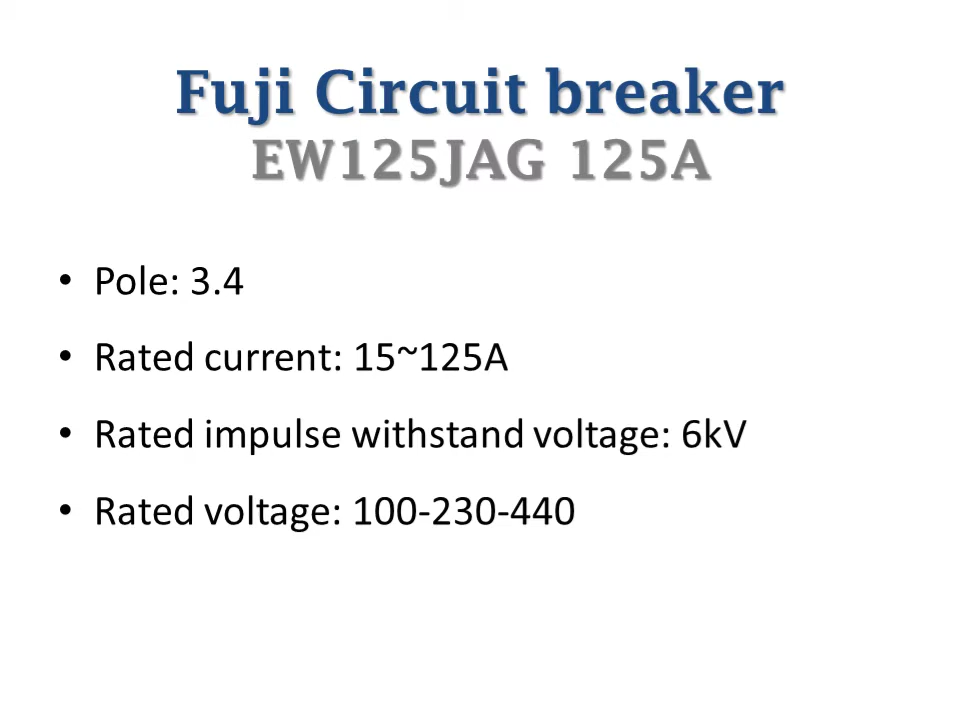 Fuji Circuit breaker
EW125JAG 125A
• Pole: 3.4
• Rated current: 15~125A
• Rated impulse withstand voltage: 6kV
• Rated voltage: 100-230-440